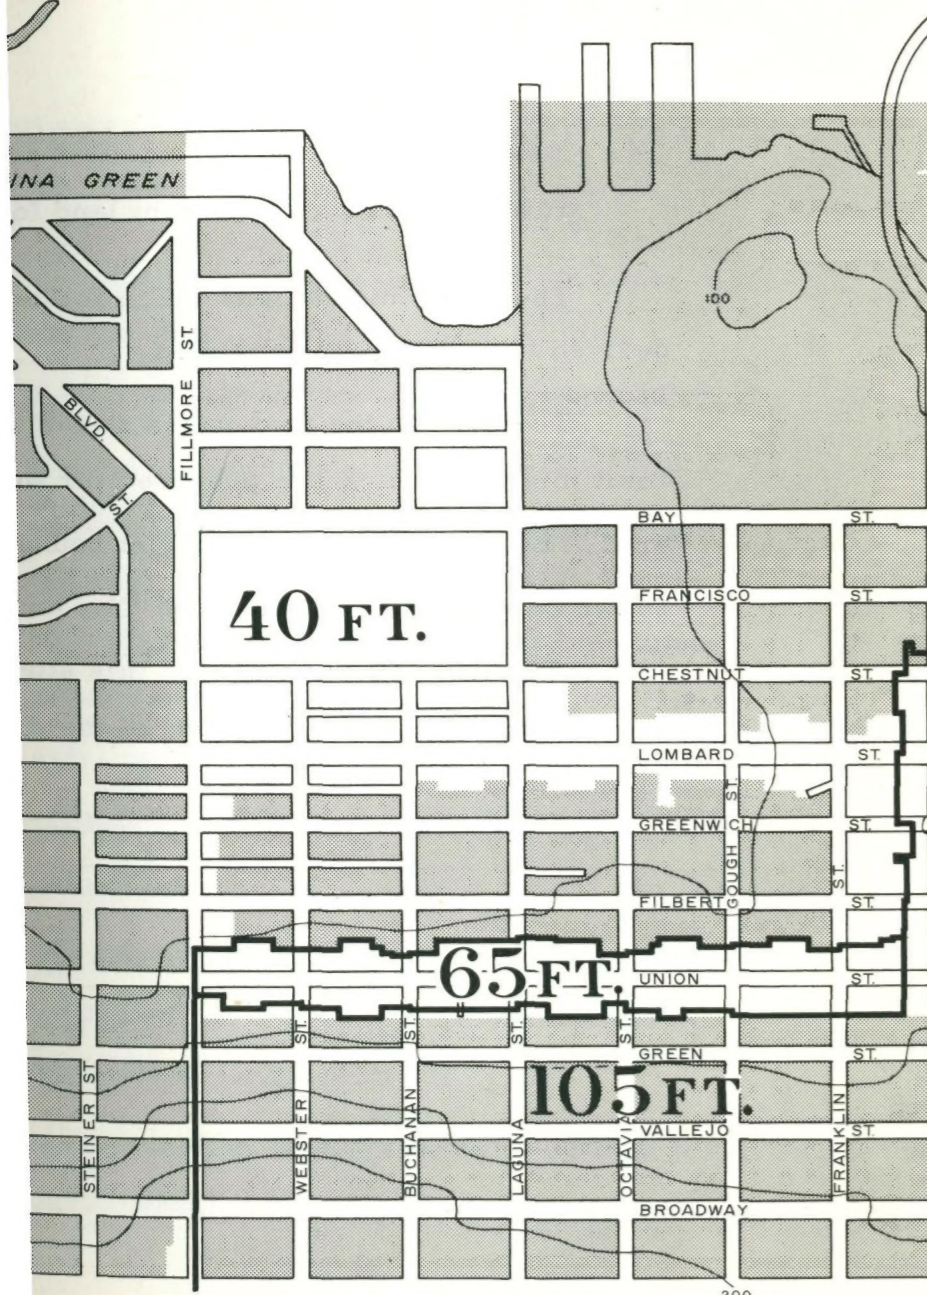 INA GREEN
100
FILLMORE ST.
BLVD.
ST.
BAY ST.
40 FT.
FRANCISCO ST.
CHESTNUT ST.
LOMBARD ST.
GREENWICH ST.
GOUGH ST.
FILBERT ST.
ST.
65 FT.
UNION ST.
ST.
ST.
ST.
ST.
GREEN ST.
105 FT.
STEINER ST
WEBSTER
BUCHANAN
LAGUNA
OCTAVIA
VALLEJO ST.
FRANKLIN
BROADWAY